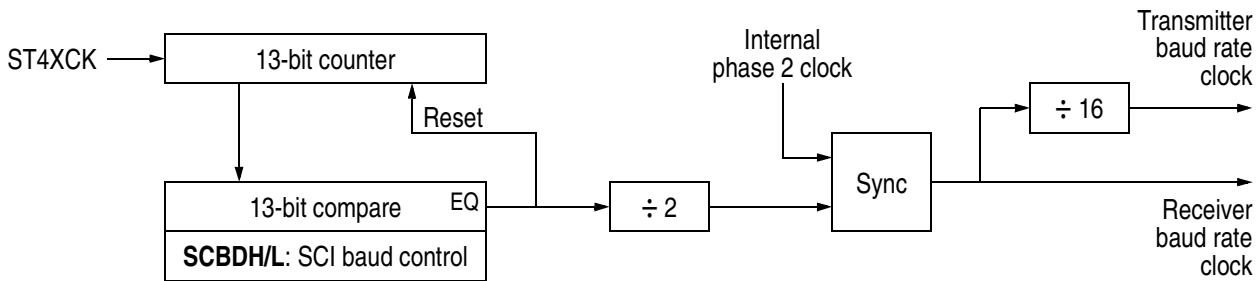 ST4XCK
13-bit counter
Reset
13-bit compare
EQ
SCBDH/L: SCI baud control
÷ 2
Internal
phase 2 clock
Sync
÷ 16
Transmitter
baud rate
clock
Receiver
baud rate
clock